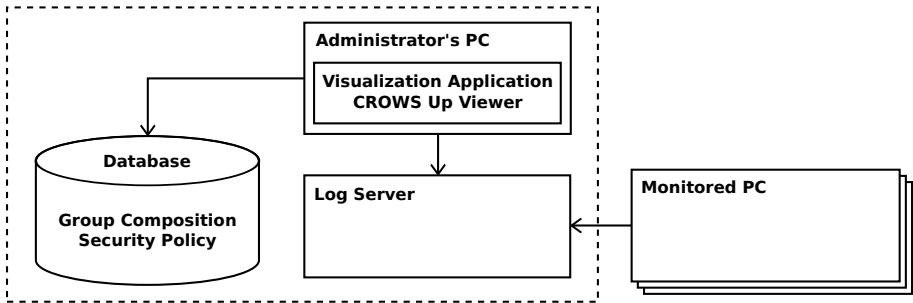 Administrator's PC
Visualization Application
CROWS Up Viewer
Database
Group Composition
Security Policy
Log Server
Monitored PC